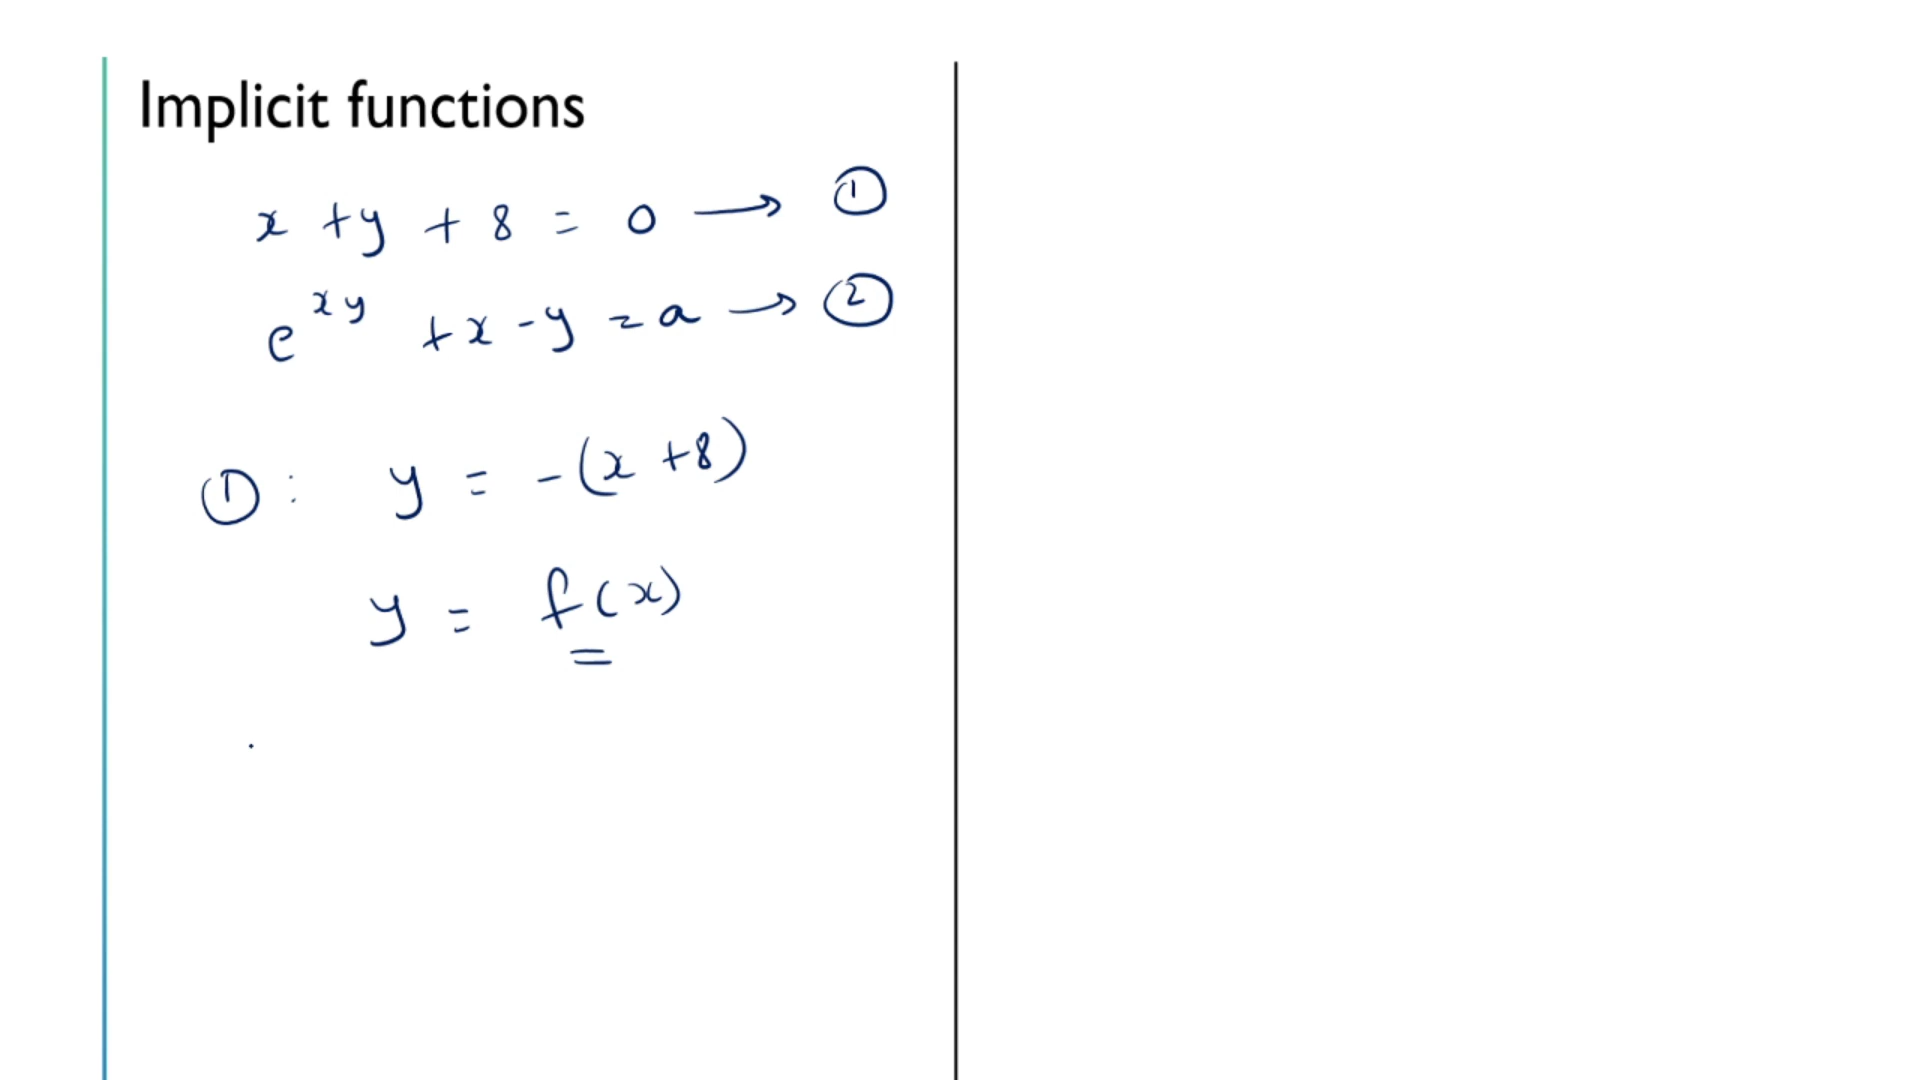 Implicit functions
x + y + 8 = 0 → ①
e^{xy} + x - y = a → ②
① : y = -(x + 8)
y = f(x)